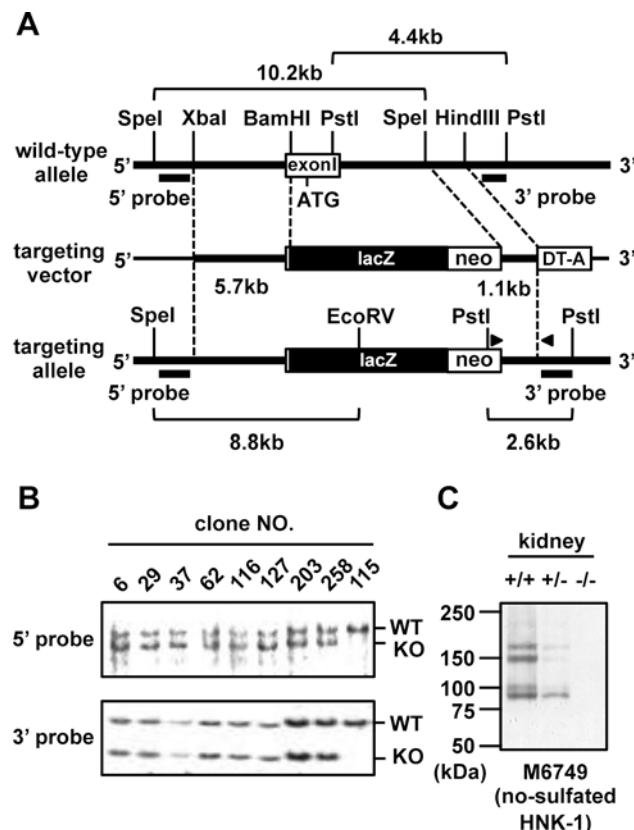 A
4.4kb
10.2kb
SpeI XbaI BamHI PstI SpeI HindIII PstI
wild-type allele 5' exonI 3'
5' probe ATG 3' probe
targeting vector 5' lacZ neo DT-A 3'
5.7kb 1.1kb
SpeI EcoRV PstI PstI
targeting allele 5' lacZ neo 3'
5' probe 3' probe
8.8kb 2.6kb
B
clone NO.
6 29 37 62 116 127 203 258 115
5' probe WT
KO
3' probe WT
KO
C
kidney
+/+ +/- -/-
250
150
100
75
50
(kDa)
M6749
(no-sulfated
HNK-1)